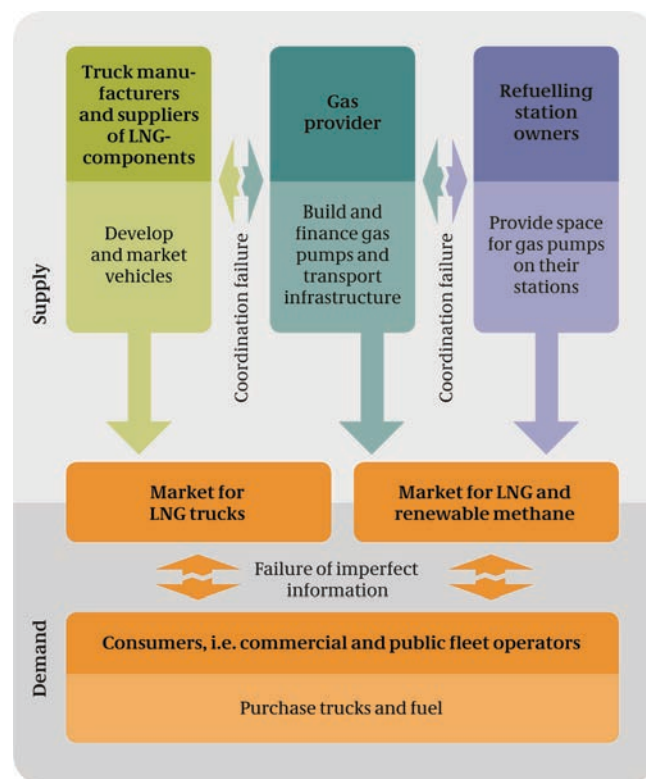 Truck manu-
facturers
and suppliers
of LNG-
components
Gas
provider
Refuelling
station
owners
Develop
and market
vehicles
Coordination failure
Build and
finance gas
pumps and
transport
infrastructure
Coordination failure
Provide space
for gas pumps
on their
stations
Supply
Market for
LNG trucks
Market for LNG and
renewable methane
Failure of imperfect
information
Demand
Consumers, i.e. commercial and public fleet operators
Purchase trucks and fuel